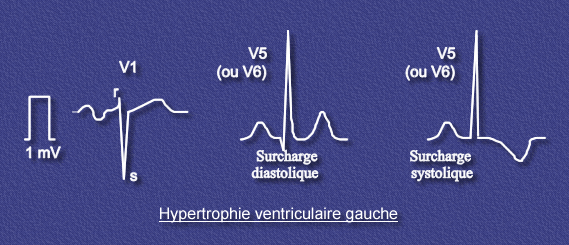 V1
r
s
1 mV
V5
(ou V6)
Surcharge
diastolique
V5
(ou V6)
Surcharge
systolique
Hypertrophie ventriculaire gauche